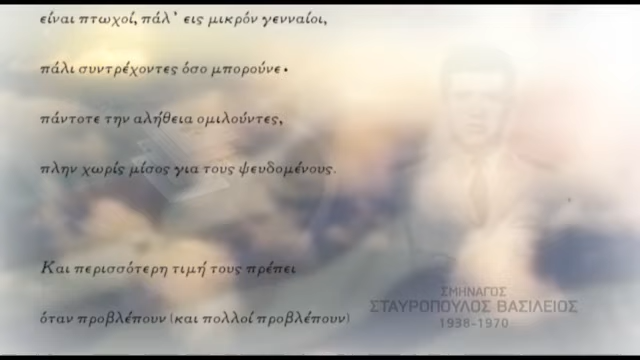 είναι πτωχοί, πάλ' εις μικρόν γενναίοι,
πάλι συντρέχοντες όσο μπορούνε·
πάντοτε την αλήθεια ομιλούντες,
πλην χωρίς μίσος για τους ψευδομένους.
Και περισσότερη τιμή τους πρέπει
όταν προβλέπουν (και πολλοί προβλέπουν)
ΣΜΗΝΑΓΟΣ
ΣΤΑΥΡΟΠΟΥΛΟΣ ΒΑΣΙΛΕΙΟΣ
1938-1970